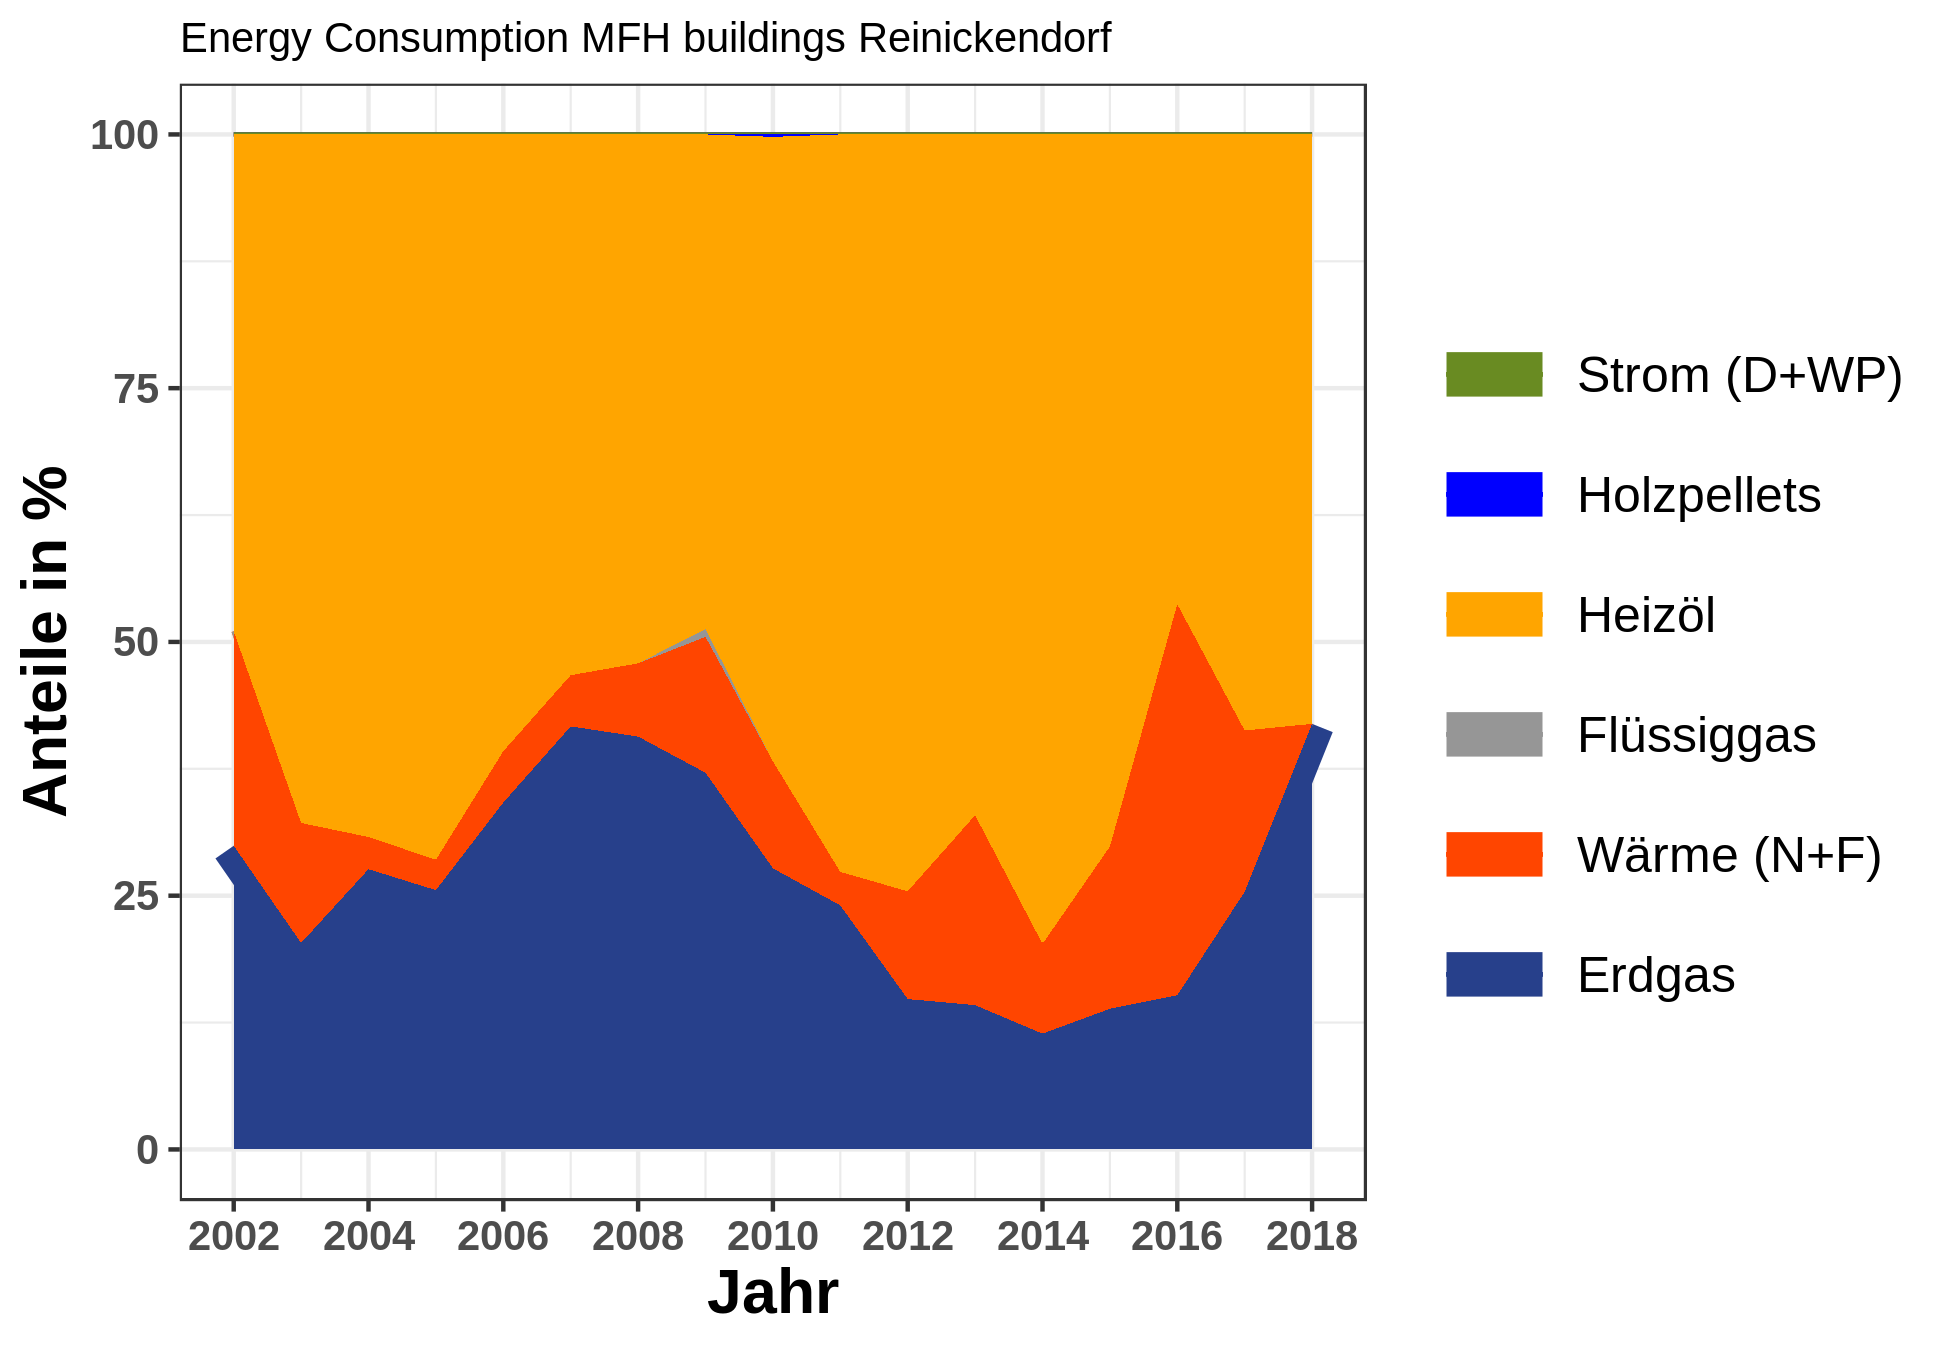 Energy Consumption MFH buildings Reinickendorf
100
75
50
25
0
Anteile in %
2002 2004 2006 2008 2010 2012 2014 2016 2018
Jahr
Strom (D+WP)
Holzpellets
Heizöl
Flüssiggas
Wärme (N+F)
Erdgas